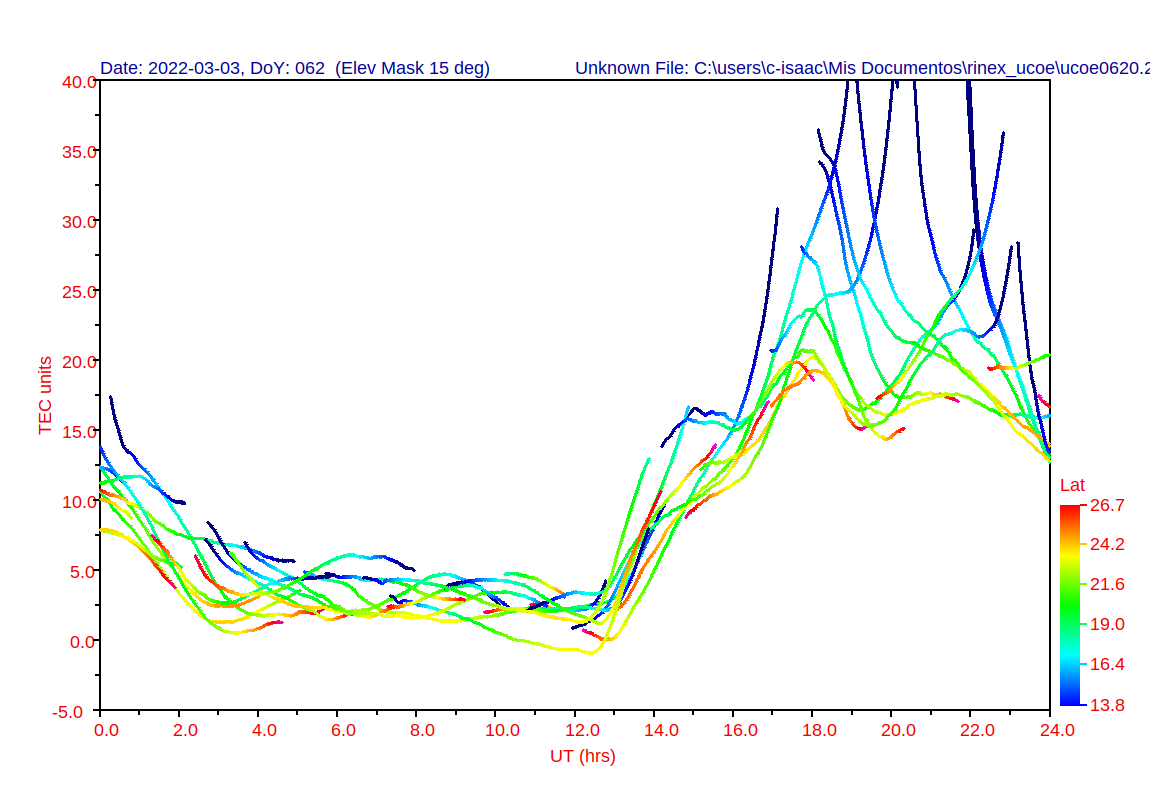 Date: 2022-03-03, DoY: 062  (Elev Mask 15 deg)
Unknown File: C:\users\c-isaac\Mis Documentos\rinex_ucoe\ucoe0620.2
40.0
35.0
30.0
25.0
20.0
15.0
10.0
5.0
0.0
-5.0
TEC units
0.0 2.0 4.0 6.0 8.0 10.0 12.0 14.0 16.0 18.0 20.0 22.0 24.0
UT (hrs)
Lat
26.7
24.2
21.6
19.0
16.4
13.8